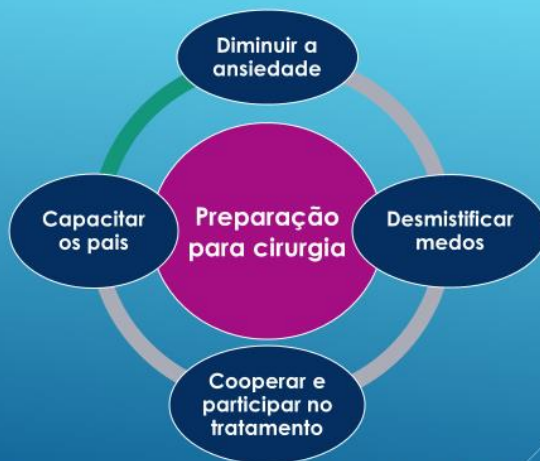 Diminuir a
ansiedade
Capacitar
os pais
Preparação
para cirurgia
Desmistificar
medos
Cooperar e
participar no
tratamento